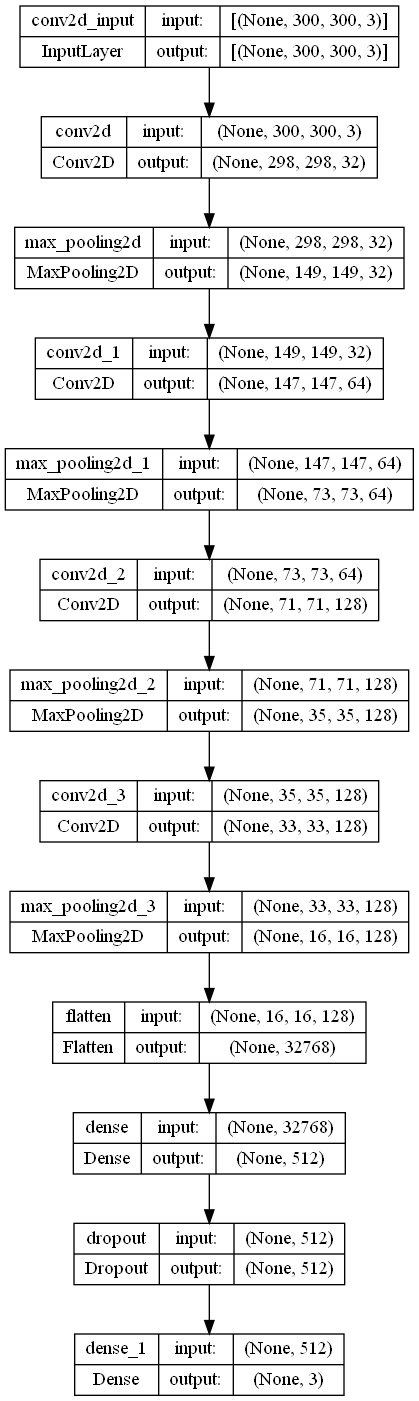 conv2d_input input: [(None, 300, 300, 3)]
InputLayer output: [(None, 300, 300, 3)]
conv2d input: (None, 300, 300, 3)
Conv2D output: (None, 298, 298, 32)
max_pooling2d input: (None, 298, 298, 32)
MaxPooling2D output: (None, 149, 149, 32)
conv2d_1 input: (None, 149, 149, 32)
Conv2D output: (None, 147, 147, 64)
max_pooling2d_1 input: (None, 147, 147, 64)
MaxPooling2D output: (None, 73, 73, 64)
conv2d_2 input: (None, 73, 73, 64)
Conv2D output: (None, 71, 71, 128)
max_pooling2d_2 input: (None, 71, 71, 128)
MaxPooling2D output: (None, 35, 35, 128)
conv2d_3 input: (None, 35, 35, 128)
Conv2D output: (None, 33, 33, 128)
max_pooling2d_3 input: (None, 33, 33, 128)
MaxPooling2D output: (None, 16, 16, 128)
flatten input: (None, 16, 16, 128)
Flatten output: (None, 32768)
dense input: (None, 32768)
Dense output: (None, 512)
dropout input: (None, 512)
Dropout output: (None, 512)
dense_1 input: (None, 512)
Dense output: (None, 3)